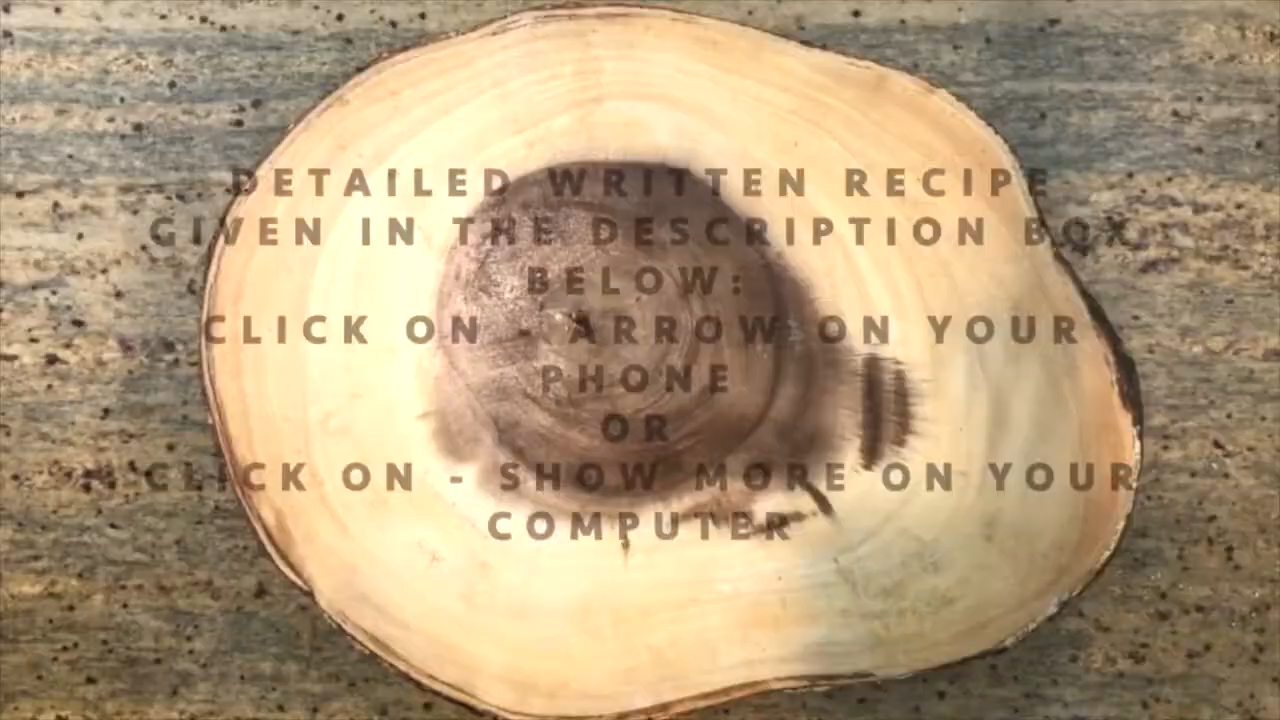 DETAILED WRITTEN RECIPE
GIVEN IN THE DESCRIPTION BOX
BELOW:
CLICK ON - ARROW ON YOUR
PHONE
OR
CLICK ON - SHOW MORE ON YOUR
COMPUTER